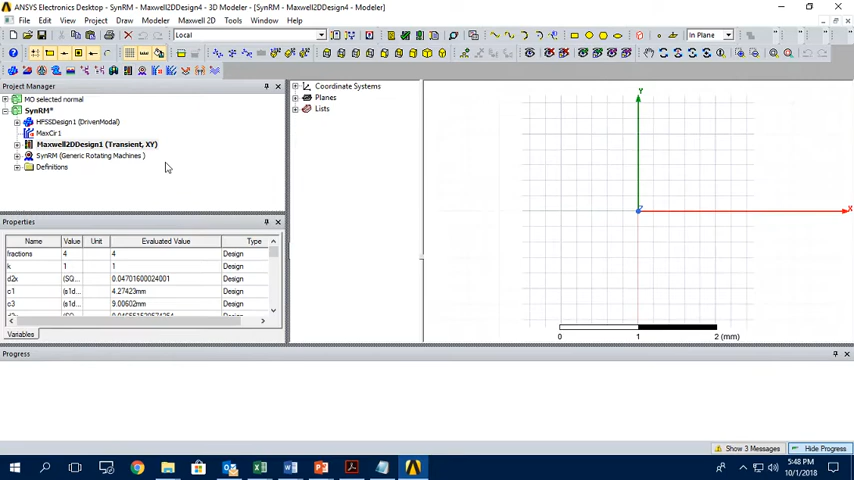 ANSYS Electronics Desktop - SynRM - Maxwell2DDesign4 - 3D Modeler - [SynRM - Maxwell2DDesign4 - Modeler]
File Edit View Project Draw Modeler Maxwell 2D Tools Window Help
Local
In Plane
Project Manager
MO selected normal
SynRM*
HFSSDesign1 (DrivenModal)
MaxCir1
Maxwell2DDesign1 (Transient, XY)
SynRM (Generic Rotating Machines )
Definitions
Coordinate Systems
Planes
Lists
Y
X
Z
0 1 2 (mm)
Properties
Name Value Unit Evaluated Value Type
fractions 4 4 Design
k 1 1 Design
d2x (SQ... 0.04701600024001 Design
c1 (s1d... 4.27423mm Design
c3 (s1d... 9.00602mm Design
Variables
Progress
Show 3 Messages
Hide Progress
5:48 PM
10/1/2018